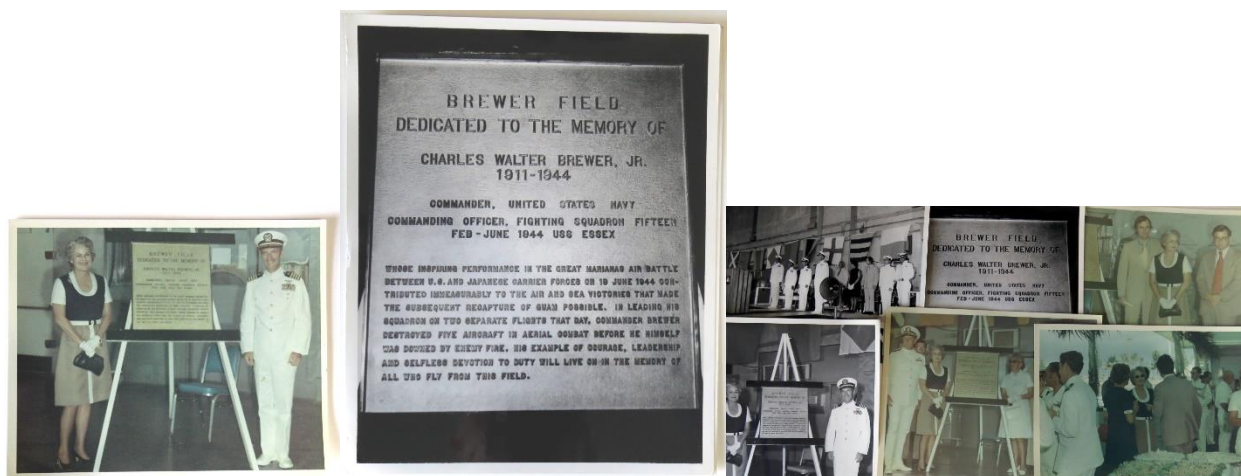 BREWER FIELD
DEDICATED TO THE MEMORY OF
BREWER FIELD
DEDICATED TO THE MEMORY OF
CHARLES WALTER BREWER, JR.
1911-1944
COMMANDER, UNITED STATES NAVY
COMMANDING OFFICER, FIGHTING SQUADRON FIFTEEN
FEB - JUNE 1944 USS ESSEX
WHOSE INSPIRING PERFORMANCE IN THE GREAT MARIANAS AIR BATTLE
BETWEEN U.S. AND JAPANESE CARRIER FORCES ON 19 JUNE 1944 CON-
TRIBUTED IMMEASURABLY TO THE AIR AND SEA VICTORIES THAT MADE
THE SUBSEQUENT RECAPTURE OF GUAM POSSIBLE. IN LEADING HIS
SQUADRON ON TWO SEPARATE FLIGHTS THAT DAY, COMMANDER BREWER
DESTROYED FIVE AIRCRAFT IN AERIAL COMBAT BEFORE HE HIMSELF
WAS DOWNED BY ENEMY FIRE. HIS EXAMPLE OF COURAGE, LEADERSHIP
AND SELFLESS DEVOTION TO DUTY WILL LIVE ON IN THE MEMORY OF
ALL WHO FLY FROM THIS FIELD.
BREWER FIELD
DEDICATED TO THE MEMORY OF
CHARLES WALTER BREWER, JR.
1911-1944
COMMANDER, UNITED STATES NAVY
COMMANDING OFFICER, FIGHTING SQUADRON FIFTEEN
FEB - JUNE 1944 USS ESSEX